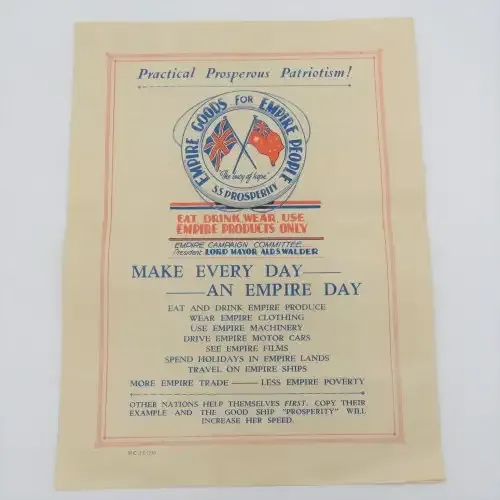 Practical Prosperous Patriotism!
EMPIRE GOODS FOR EMPIRE PEOPLE
"The buoy of hope"
S.S PROSPERITY
EAT DRINK, WEAR, USE
EMPIRE PRODUCTS ONLY
EMPIRE CAMPAIGN COMMITTEE
President LORD MAYOR ALD S WALDER
MAKE EVERY DAY—
—AN EMPIRE DAY
EAT AND DRINK EMPIRE PRODUCE
WEAR EMPIRE CLOTHING
USE EMPIRE MACHINERY
DRIVE EMPIRE MOTOR CARS
SEE EMPIRE FILMS
SPEND HOLIDAYS IN EMPIRE LANDS
TRAVEL ON EMPIRE SHIPS
MORE EMPIRE TRADE — LESS EMPIRE POVERTY
OTHER NATIONS HELP THEMSELVES FIRST. COPY THEIR
EXAMPLE AND THE GOOD SHIP "PROSPERITY" WILL
INCREASE HER SPEED.